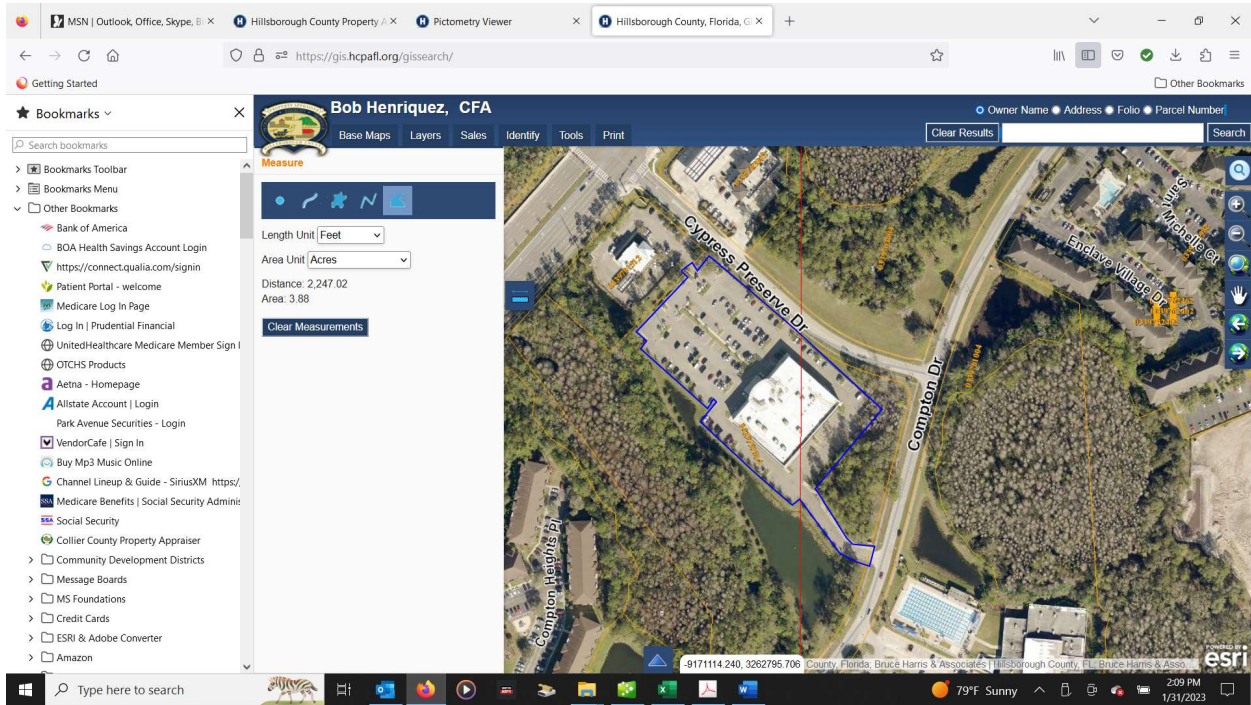 MSN | Outlook, Office, Skype, B
Hillsborough County Property A
Pictometry Viewer
Hillsborough County, Florida, G
https://gis.hcpafl.org/gissearch/
Getting Started
Other Bookmarks
Bookmarks
Search bookmarks
Bookmarks Toolbar
Bookmarks Menu
Other Bookmarks
Bank of America
BOA Health Savings Account Login
https://connect.qualia.com/signin
Patient Portal - welcome
Medicare Log In Page
Log In | Prudential Financial
UnitedHealthcare Medicare Member Sign I
OTCHS Products
Aetna - Homepage
Allstate Account | Login
Park Avenue Securities - Login
VendorCafe | Sign In
Buy Mp3 Music Online
Channel Lineup & Guide - SiriusXM https:/
SSA Medicare Benefits | Social Security Adminis
SSA Social Security
Collier County Property Appraiser
Community Development Districts
Message Boards
MS Foundations
Credit Cards
ESRI & Adobe Converter
Amazon
Bob Henriquez, CFA
Owner Name Address Folio Parcel Number
Base Maps Layers Sales Identify Tools Print
Clear Results Search
Measure
Length Unit Feet
Area Unit Acres
Distance: 2,247.02
Area: 3.88
Clear Measurements
Cypress Preserve Dr
Compton Dr
Enclave Village Dr
Saint Michelle Ct
Compton Heights Pl
-9171114.240, 3262795.706
County, Florida; Bruce Harris & Associates | Hillsborough County, FL; Bruce Harris & Asso...
POWERED BY
esri
Type here to search
79°F Sunny
2:09 PM
1/31/2023